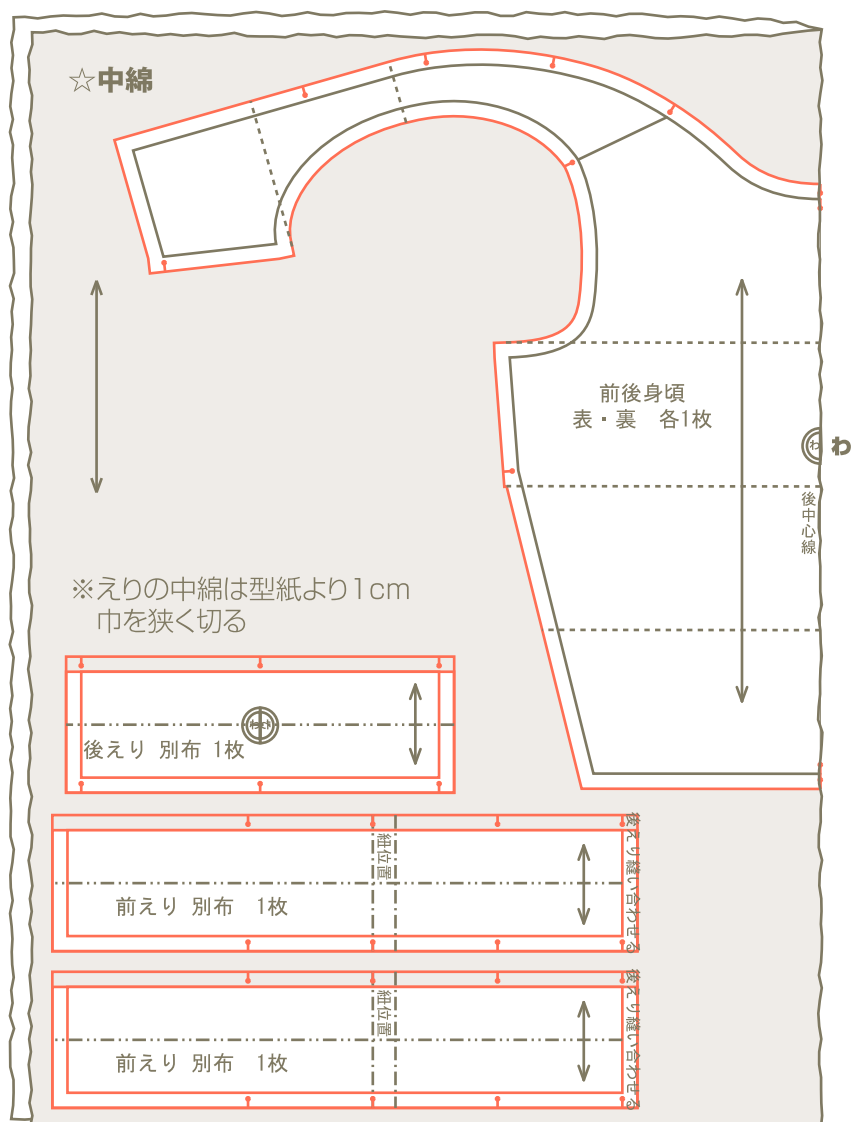 ☆中綿
前後身頃
表・裏　各1枚
わ
わ
後中心線
※えりの中綿は型紙より1cm
巾を狭く切る
後えり 別布 1枚
後えり縫い合わせる
紐位置
前えり 別布　1枚
後えり縫い合わせる
紐位置
前えり 別布　1枚